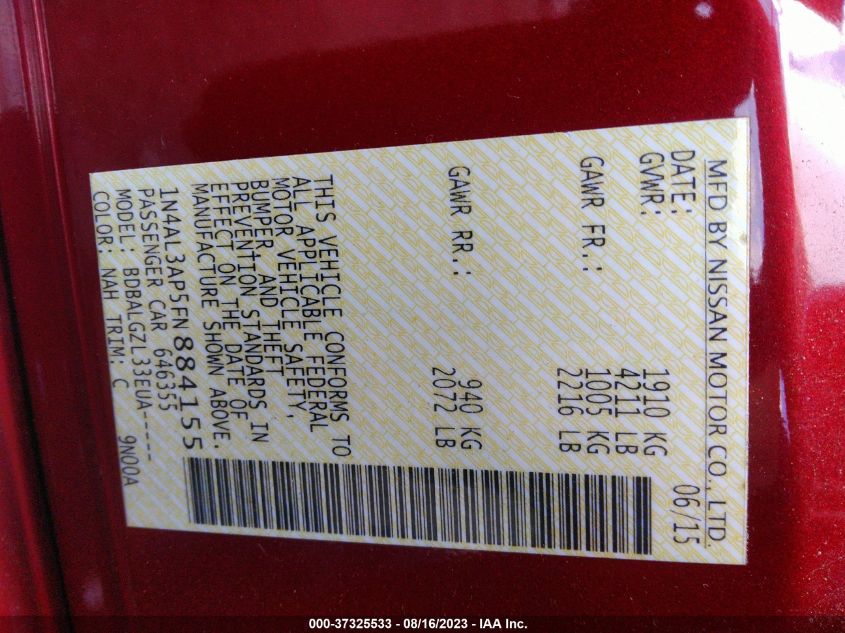 MFD BY NISSAN MOTOR CO., LTD.
DATE: 06/15
GVWR: 1910 KG
4211 LB
GAWR FR.: 1005 KG
2216 LB
GAWR RR.: 940 KG
2072 LB
THIS VEHICLE CONFORMS TO
ALL APPLICABLE FEDERAL
MOTOR VEHICLE SAFETY,
BUMPER AND THEFT
PREVENTION STANDARDS IN
EFFECT ON THE DATE OF
MANUFACTURE SHOWN ABOVE.
1N4AL3AP5FN884155
PASSENGER CAR 646355
MODEL: BDBALGZL33EUA-----
COLOR: NAH TRIM: C 9N00A
000-37325533 - 08/16/2023 - IAA Inc.